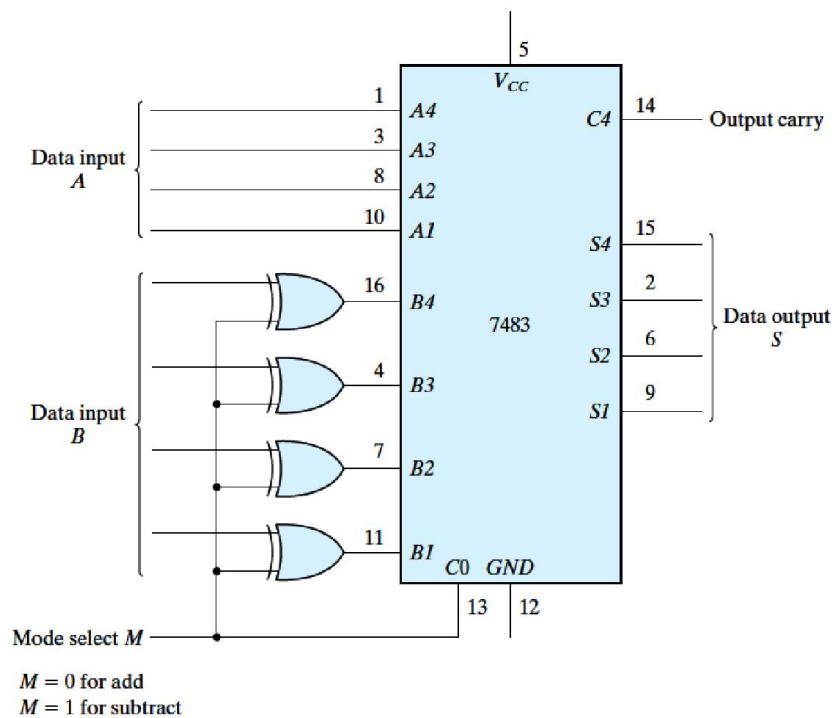 5
V_CC
1
A4
14
C4
Output carry
3
A3
Data input
A
8
A2
10
A1
15
S4
16
B4
2
S3
7483
Data output
S
6
S2
4
B3
9
S1
Data input
B
7
B2
11
B1
C0 GND
13
12
Mode select M
M = 0 for add
M = 1 for subtract